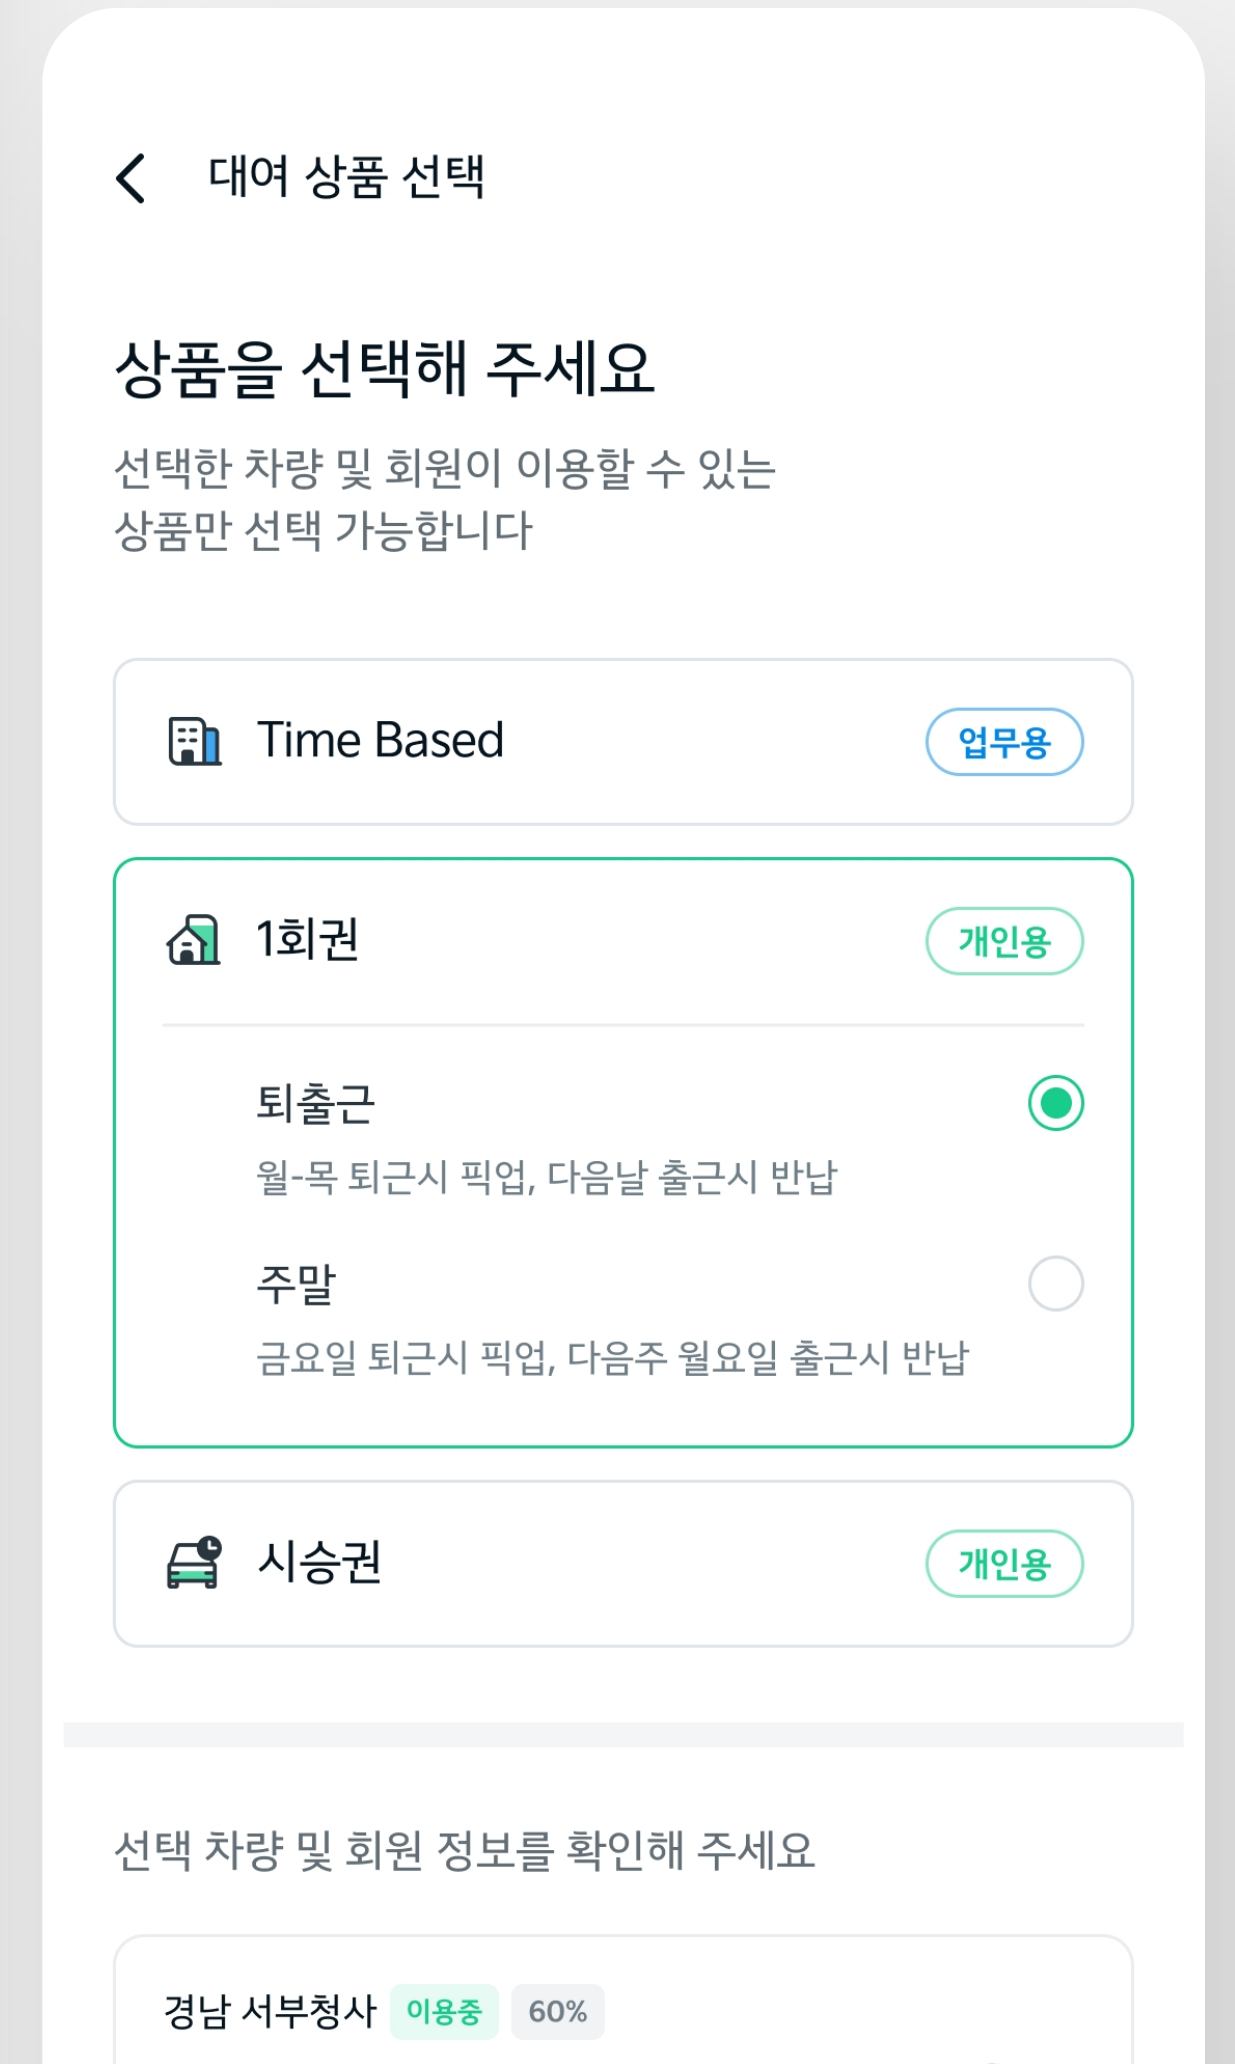 대여 상품 선택
상품을 선택해 주세요
선택한 차량 및 회원이 이용할 수 있는
상품만 선택 가능합니다
Time Based
업무용
1회권
개인용
퇴출근
월-목 퇴근시 픽업, 다음날 출근시 반납
주말
금요일 퇴근시 픽업, 다음주 월요일 출근시 반납
시승권
개인용
선택 차량 및 회원 정보를 확인해 주세요
경남 서부청사 이용중 60%